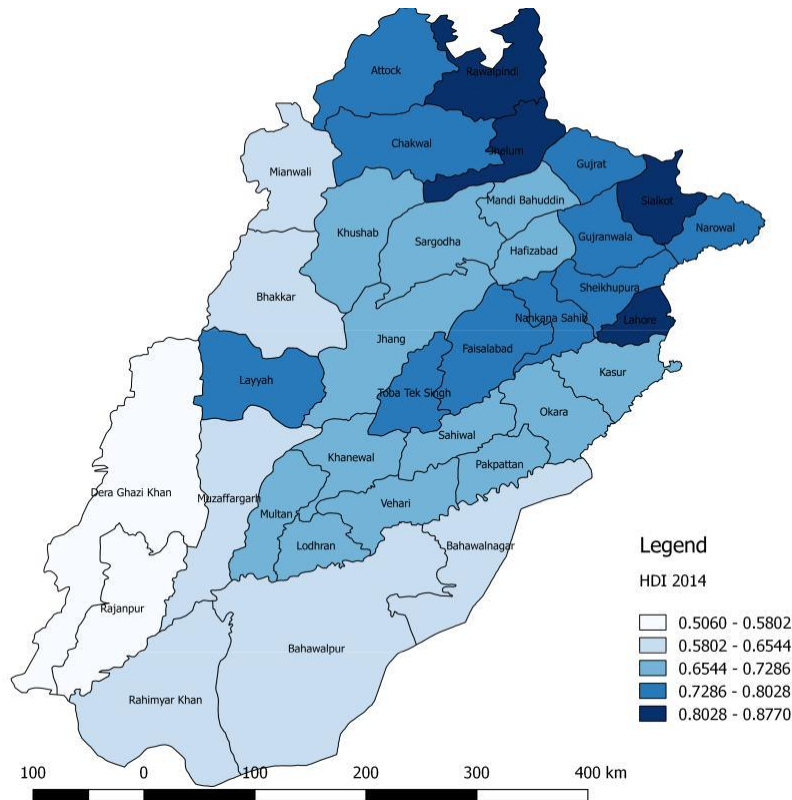 Attock
Rawalpindi
Chakwal
Jhelum
Gujrat
Mianwali
Mandi Bahuddin
Sialkot
Khushab
Sargodha
Hafizabad
Gujranwala
Narowal
Bhakkar
Sheikhupura
Nankana Sahib
Lahore
Jhang
Faisalabad
Layyah
Toba Tek Singh
Kasur
Okara
Sahiwal
Khanewal
Pakpattan
Dera Ghazi Khan
Muzaffargarh
Multan
Vehari
Lodhran
Bahawalnagar
Rajanpur
Bahawalpur
Rahimyar Khan
Legend
HDI 2014
0.5060 - 0.5802
0.5802 - 0.6544
0.6544 - 0.7286
0.7286 - 0.8028
0.8028 - 0.8770
100 0 100 200 300 400 km